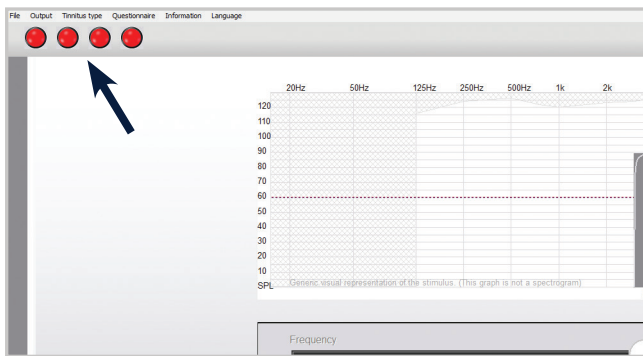 File Output Tinnitus type Questionnaire Information Language
20Hz 50Hz 125Hz 250Hz 500Hz 1k 2k
120
110
100
90
80
70
60
50
40
30
20
10
SPL
Generic visual representation of the stimulus. (This graph is not a spectrogram)
Frequency